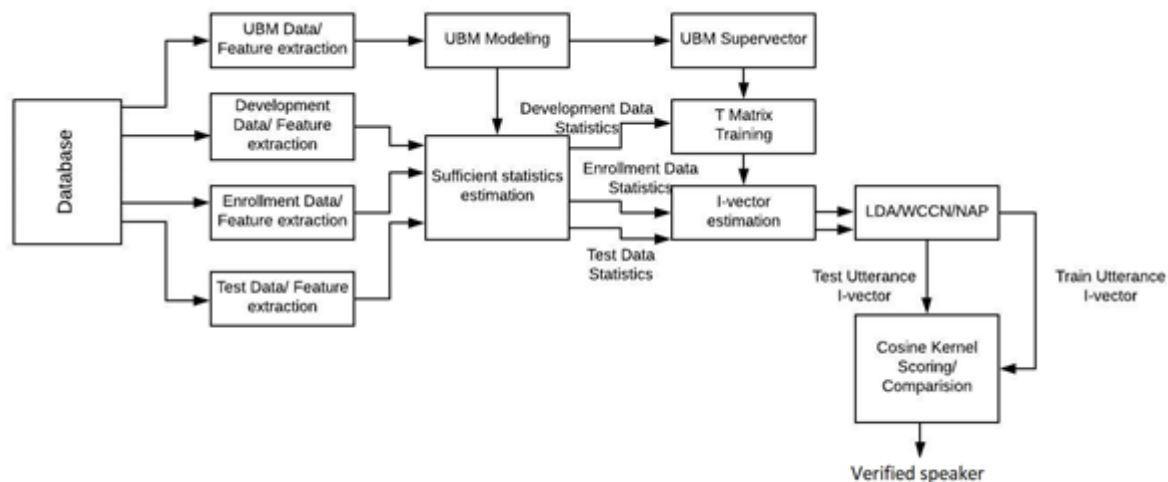 UBM Data/
Feature extraction
UBM Modeling
UBM Supervector
Database
Development
Data/ Feature
extraction
Development Data
Statistics
T Matrix
Training
Sufficient statistics
estimation
Enrollment Data/
Feature extraction
Enrollment Data
Statistics
I-vector
estimation
LDA/WCCN/NAP
Test Data/ Feature
extraction
Test Data
Statistics
Test Utterance
I-vector
Train Utterance
I-vector
Cosine Kernel
Scoring/
Comparision
Verified speaker